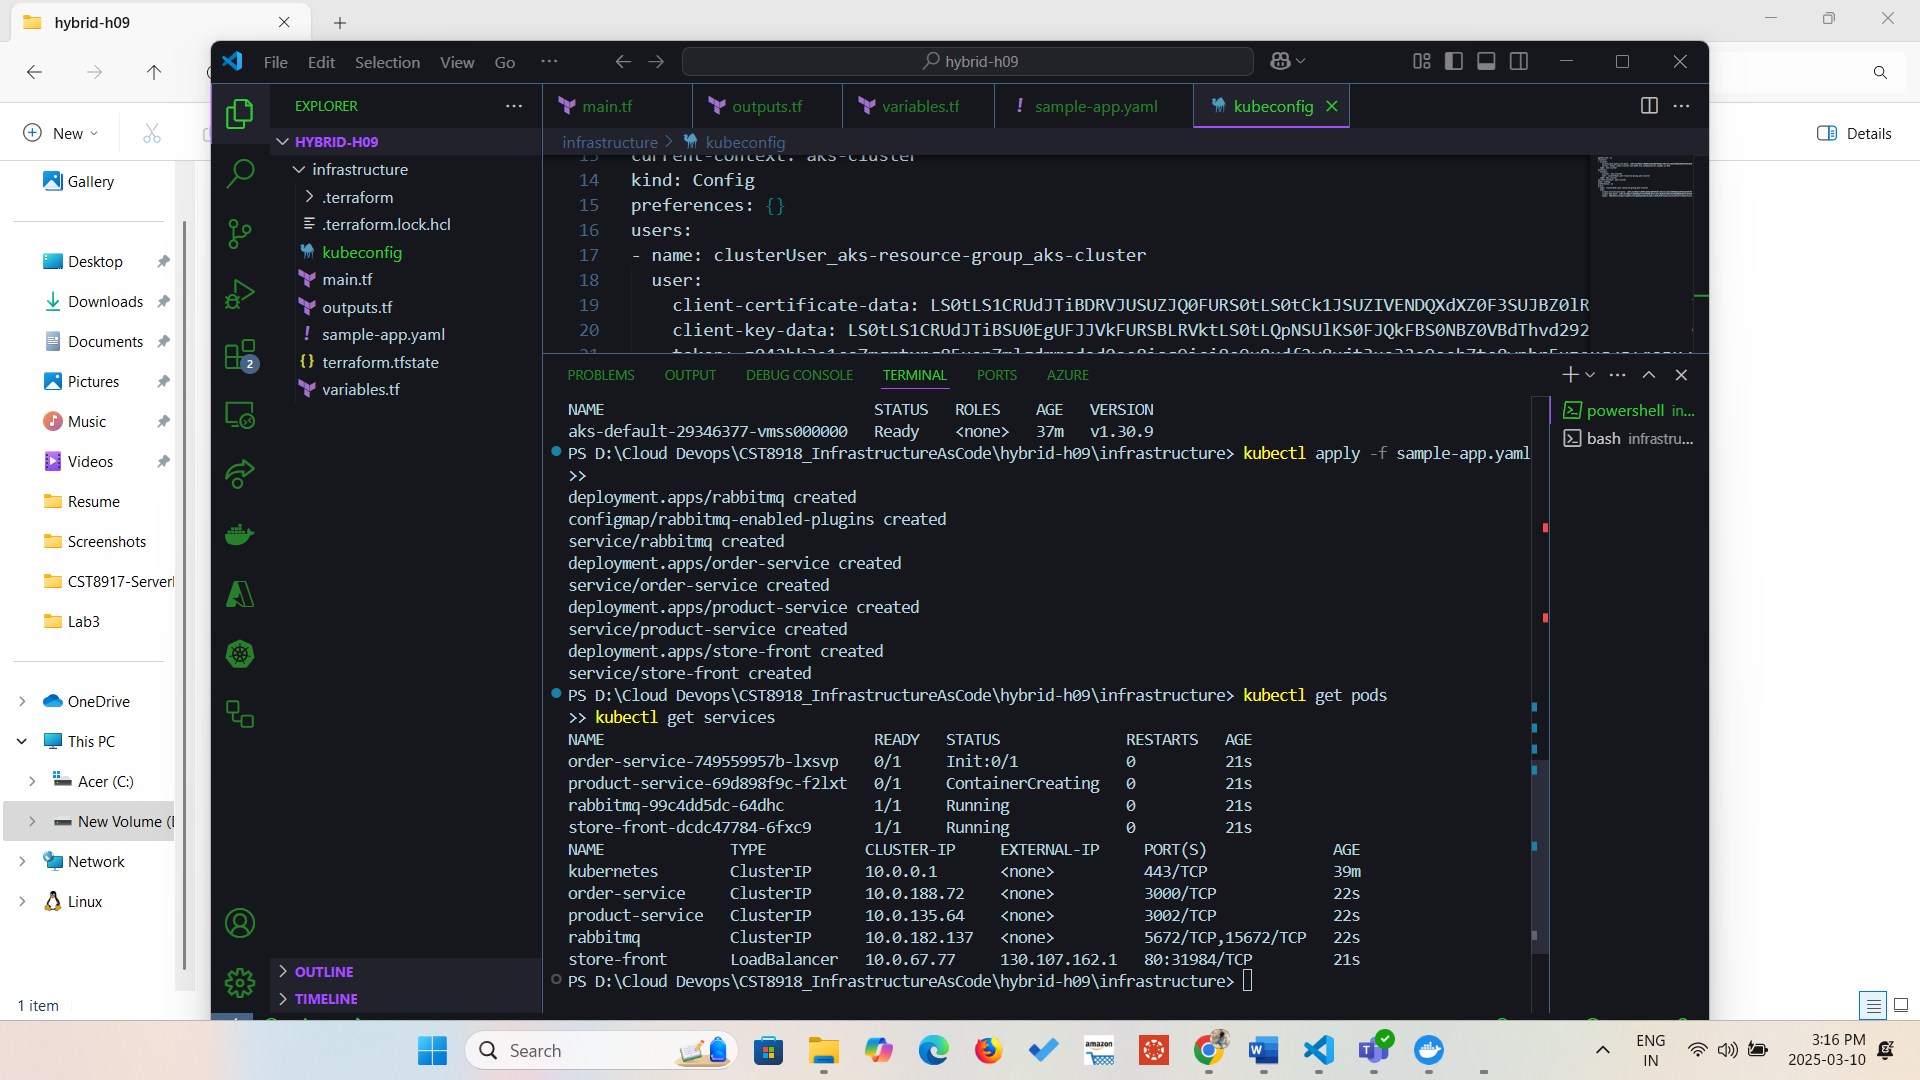 hybrid-h09
New
Details
Gallery
Desktop
Downloads
Documents
Pictures
Music
Videos
Resume
Screenshots
Lab3
OneDrive
This PC
Acer (C:)
New Volume
Network
Linux
1 item
File Edit Selection View Go ···
hybrid-h09
EXPLORER
HYBRID-H09
infrastructure
.terraform
.terraform.lock.hcl
kubeconfig
main.tf
outputs.tf
sample-app.yaml
terraform.tfstate
variables.tf
OUTLINE
TIMELINE
2
main.tf outputs.tf variables.tf ! sample-app.yaml kubeconfig
infrastructure > kubeconfig
current-context: aks-cluster
14 kind: Config
15 preferences: {}
16 users:
17 - name: clusterUser_aks-resource-group_aks-cluster
18 user:
19 client-certificate-data:
20 client-key-data:
PROBLEMS OUTPUT DEBUG CONSOLE TERMINAL PORTS AZURE
powershell in...
bash infrastru...
NAME STATUS ROLES AGE VERSION
aks-default-29346377-vmss000000 Ready <none> 37m v1.30.9
PS D:\Cloud Devops\CST8918_InfrastructureAsCode\hybrid-h09\infrastructure> kubectl apply -f sample-app.yaml
>>
deployment.apps/rabbitmq created
configmap/rabbitmq-enabled-plugins created
service/rabbitmq created
deployment.apps/order-service created
service/order-service created
deployment.apps/product-service created
service/product-service created
deployment.apps/store-front created
service/store-front created
PS D:\Cloud Devops\CST8918_InfrastructureAsCode\hybrid-h09\infrastructure> kubectl get pods
>> kubectl get services
NAME READY STATUS RESTARTS AGE
order-service-749559957b-lxsvp 0/1 Init:0/1 0 21s
product-service-69d898f9c-f2lxt 0/1 ContainerCreating 0 21s
rabbitmq-99c4dd5dc-64dhc 1/1 Running 0 21s
store-front-dcdc47784-6fxc9 1/1 Running 0 21s
NAME TYPE CLUSTER-IP EXTERNAL-IP PORT(S) AGE
kubernetes ClusterIP 10.0.0.1 <none> 443/TCP 39m
order-service ClusterIP 10.0.188.72 <none> 3000/TCP 22s
product-service ClusterIP 10.0.135.64 <none> 3002/TCP 22s
rabbitmq ClusterIP 10.0.182.137 <none> 5672/TCP,15672/TCP 22s
store-front LoadBalancer 10.0.67.77 130.107.162.1 80:31984/TCP 21s
PS D:\Cloud Devops\CST8918_InfrastructureAsCode\hybrid-h09\infrastructure>
Search
amazon
ENG
IN
3:16 PM
2025-03-10